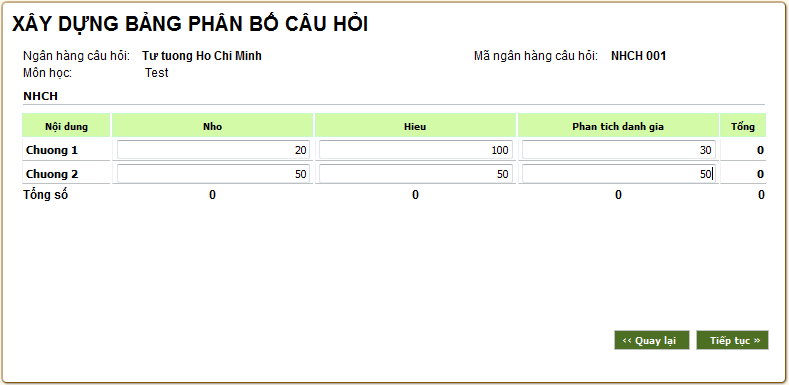 XÂY DỰNG BẢNG PHÂN BỐ CÂU HỎI
Ngân hàng câu hỏi: Tư tuong Ho Chi Minh Mã ngân hàng câu hỏi: NHCH 001
Môn học: Test
NHCH
Nội dung Nho Hieu Phan tich danh gia Tổng
Chuong 1 20 100 30 0
Chuong 2 50 50 50 0
Tổng số 0 0 0 0
‹‹ Quay lại Tiếp tục ››